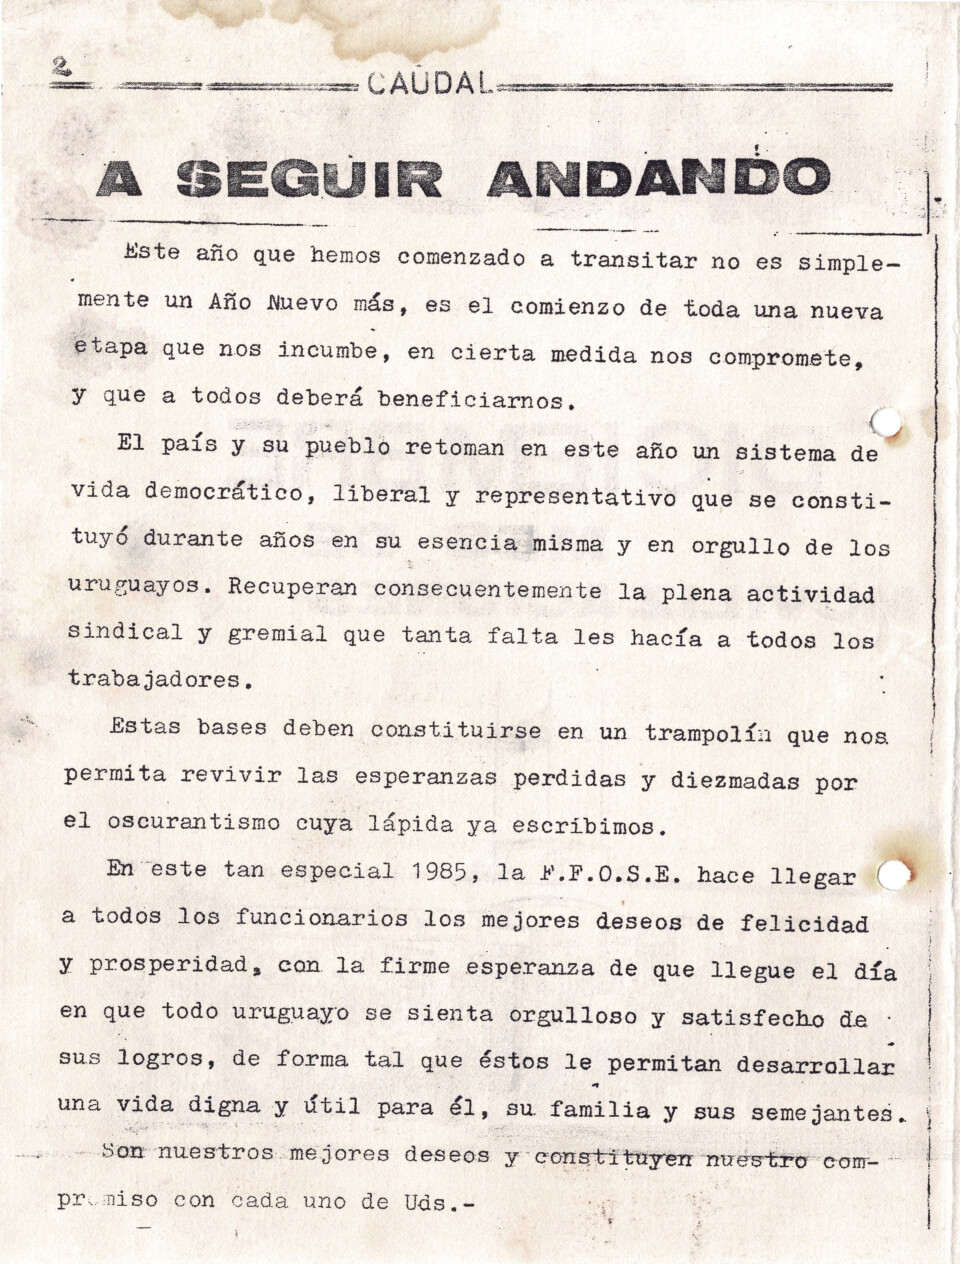 2
CAUDAL
A SEGUIR ANDANDO
Este año que hemos comenzado a transitar no es simple-
mente un Año Nuevo más, es el comienzo de toda una nueva
etapa que nos incumbe, en cierta medida nos compromete,
y que a todos deberá beneficiarnos.
El país y su pueblo retoman en este año un sistema de
vida democrático, liberal y representativo que se consti-
tuyó durante años en su esencia misma y en orgullo de los
uruguayos. Recuperan consecuentemente la plena actividad
sindical y gremial que tanta falta les hacía a todos los
trabajadores.
Estas bases deben constituirse en un trampolín que nos
permita revivir las esperanzas perdidas y diezmadas por
el oscurantismo cuya lápida ya escribimos.
En este tan especial 1985, la F.F.O.S.E. hace llegar
a todos los funcionarios los mejores deseos de felicidad
y prosperidad, con la firme esperanza de que llegue el día
en que todo uruguayo se sienta orgulloso y satisfecho de
sus logros, de forma tal que éstos le permitan desarrollar
una vida digna y útil para él, su familia y sus semejantes.
Son nuestros mejores deseos y constituyen nuestro com-
promiso con cada uno de Uds.-